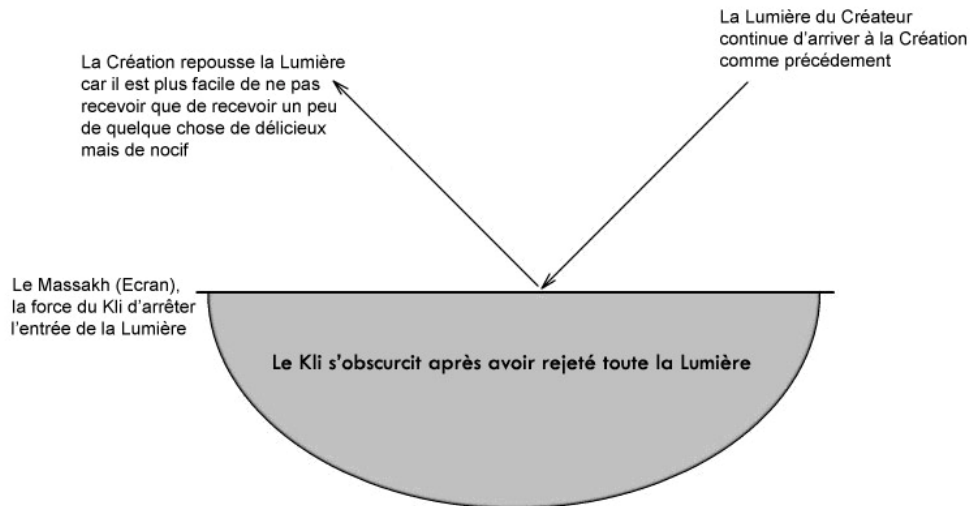 La Lumière du Créateur
continue d'arriver à la Création
comme précédement
La Création repousse la Lumière
car il est plus facile de ne pas
recevoir que de recevoir un peu
de quelque chose de délicieux
mais de nocif
Le Massakh (Ecran),
la force du Kli d'arrêter
l'entrée de la Lumière
Le Kli s'obscurcit après avoir rejeté toute la Lumière